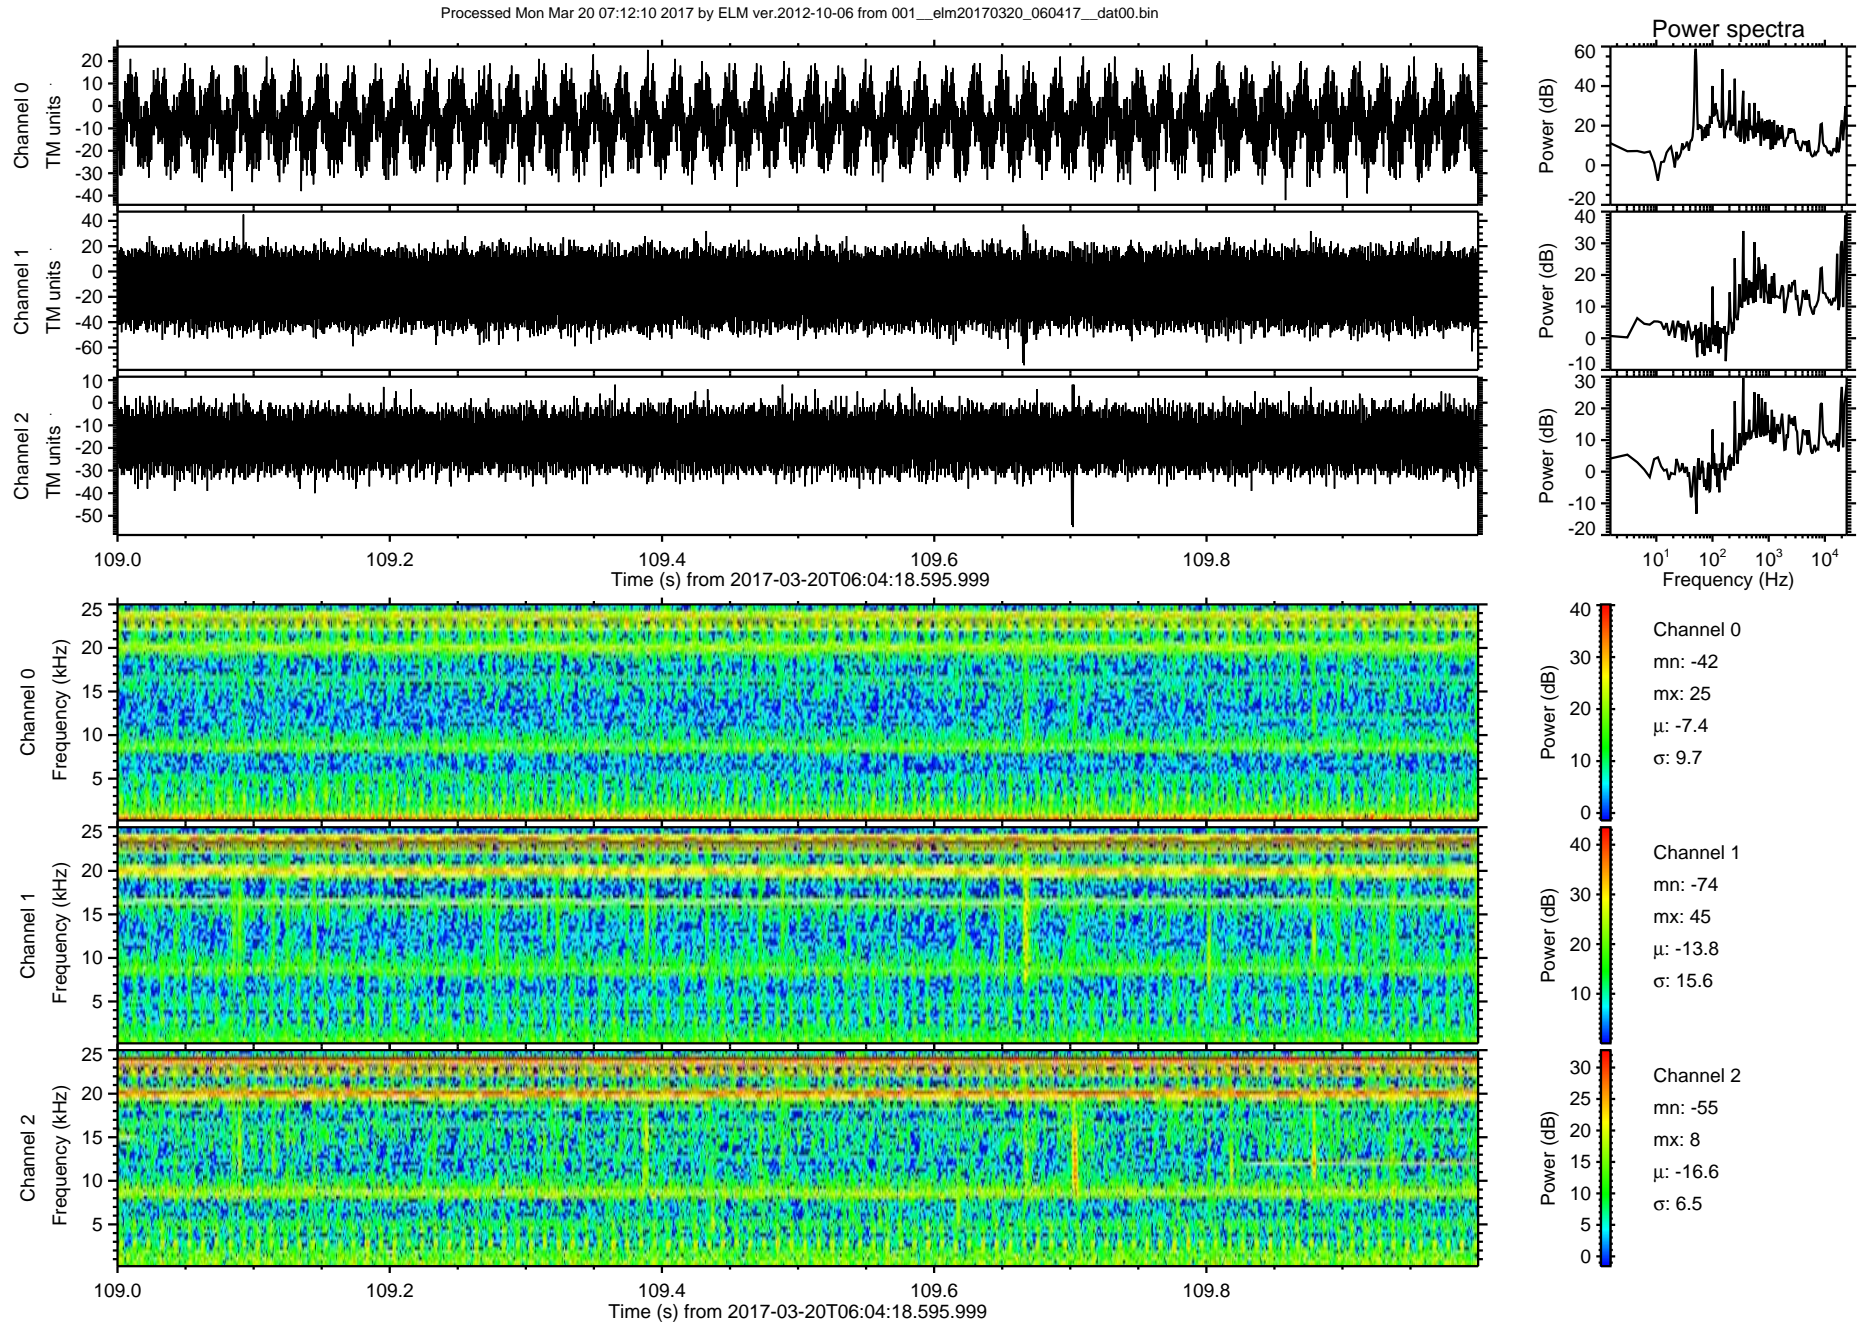 Processed Mon Mar 20 07:12:10 2017 by ELM ver.2012-10-06 from 001__elm20170320_060417__dat00.bin
Power spectra
Channel 0
TM units
20
10
0
-10
-20
-30
-40
Power (dB)
60
40
20
0
-20
Channel 1
TM units
40
20
0
-20
-40
-60
Power (dB)
40
30
20
10
0
-10
Channel 2
TM units
10
0
-10
-20
-30
-40
-50
Power (dB)
30
20
10
0
-10
-20
109.0 109.2 109.4 109.6 109.8
Time (s) from 2017-03-20T06:04:18.595.999
10¹ 10² 10³ 10⁴
Frequency (Hz)
Channel 0
Frequency (kHz)
25
20
15
10
5
Power (dB)
40
30
20
10
0
Channel 0
mn: -42
mx: 25
μ: -7.4
σ: 9.7
Channel 1
Frequency (kHz)
25
20
15
10
5
Power (dB)
40
30
20
10
Channel 1
mn: -74
mx: 45
μ: -13.8
σ: 15.6
Channel 2
Frequency (kHz)
25
20
15
10
5
Power (dB)
30
25
20
15
10
5
0
Channel 2
mn: -55
mx: 8
μ: -16.6
σ: 6.5
109.0 109.2 109.4 109.6 109.8
Time (s) from 2017-03-20T06:04:18.595.999